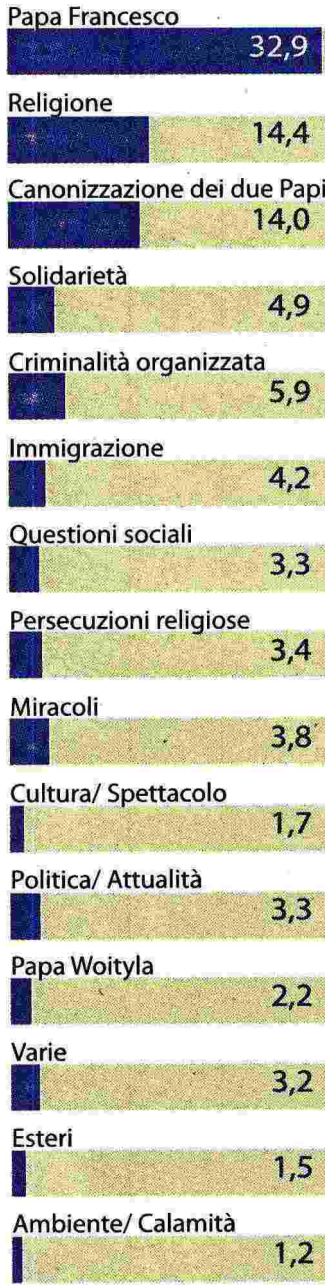 Papa Francesco
32,9
Religione
14,4
Canonizzazione dei due Papi
14,0
Solidarietà
4,9
Criminalità organizzata
5,9
Immigrazione
4,2
Questioni sociali
3,3
Persecuzioni religiose
3,4
Miracoli
3,8
Cultura/ Spettacolo
1,7
Politica/ Attualità
3,3
Papa Woityla
2,2
Varie
3,2
Esteri
1,5
Ambiente/ Calamità
1,2